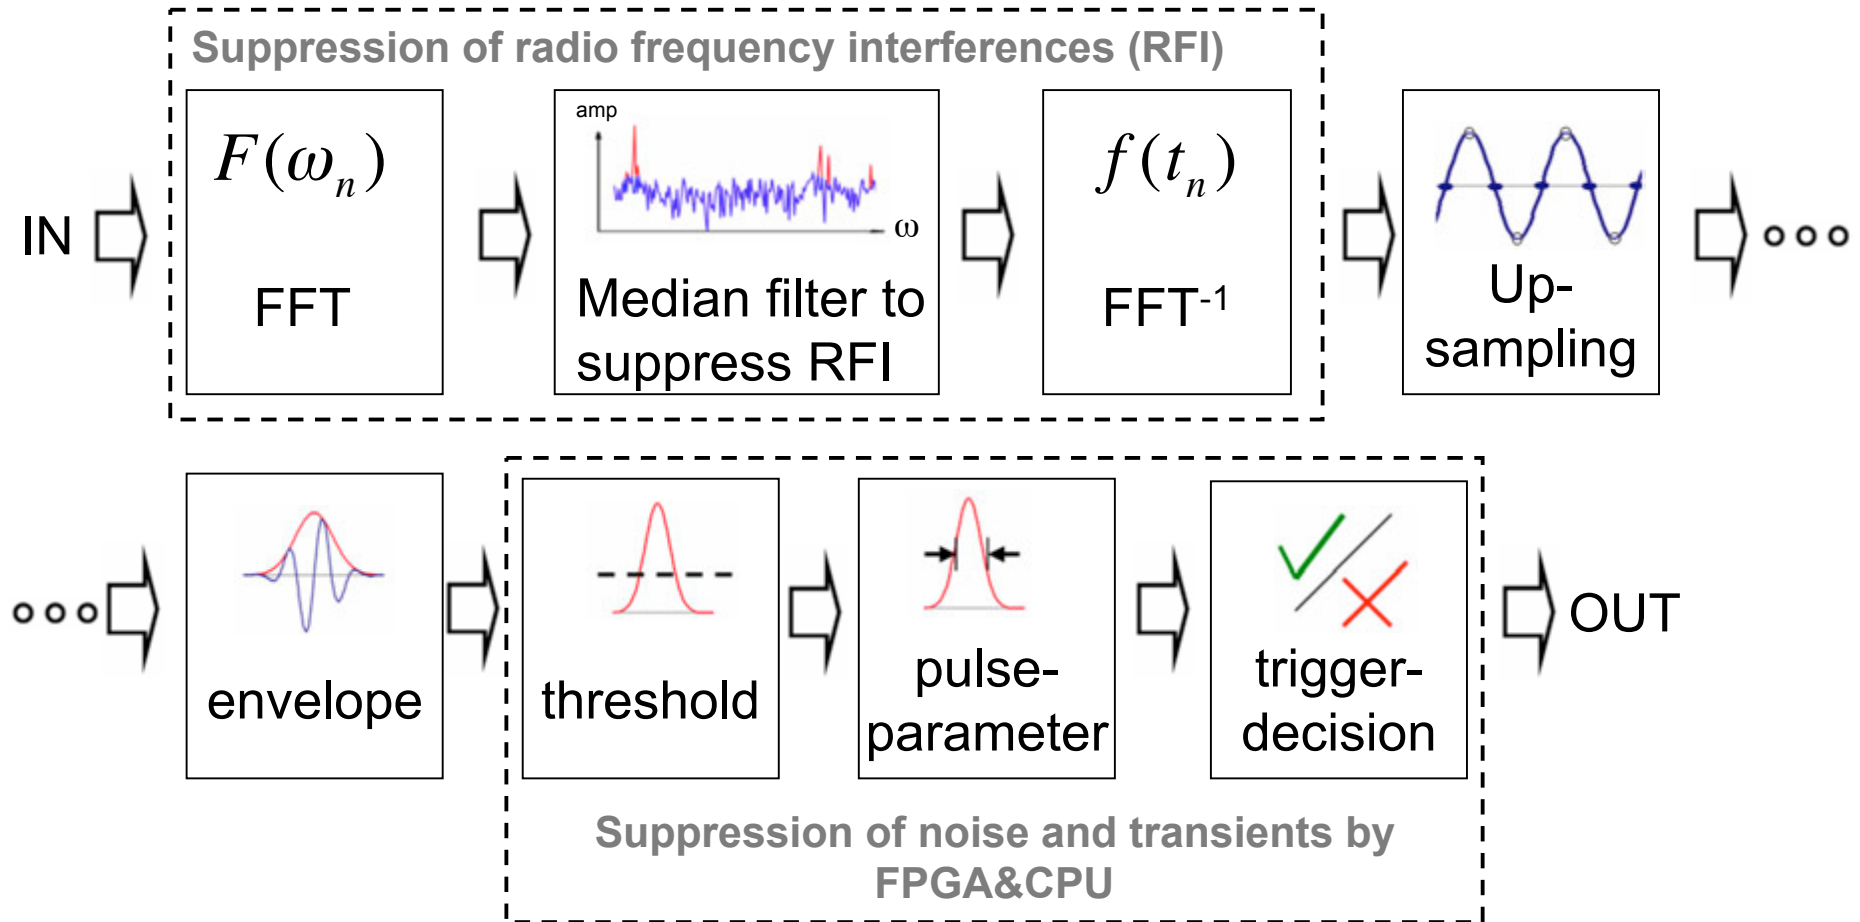 Suppression of radio frequency interferences (RFI)
IN
F(ωₙ)
FFT
amp
ω
Median filter to
suppress RFI
f(tₙ)
FFT⁻¹
Up-
sampling
envelope
threshold
pulse-
parameter
trigger-
decision
OUT
Suppression of noise and transients by
FPGA&CPU